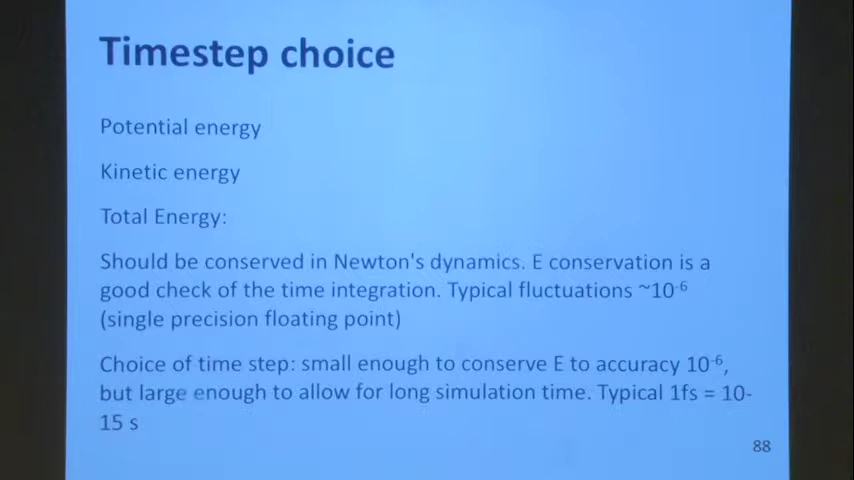 Timestep choice
Potential energy
Kinetic energy
Total Energy:
Should be conserved in Newton's dynamics. E conservation is a
good check of the time integration. Typical fluctuations ~10⁻⁶
(single precision floating point)
Choice of time step: small enough to conserve E to accuracy 10⁻⁶,
but large enough to allow for long simulation time. Typical 1fs = 10-
15 s
88